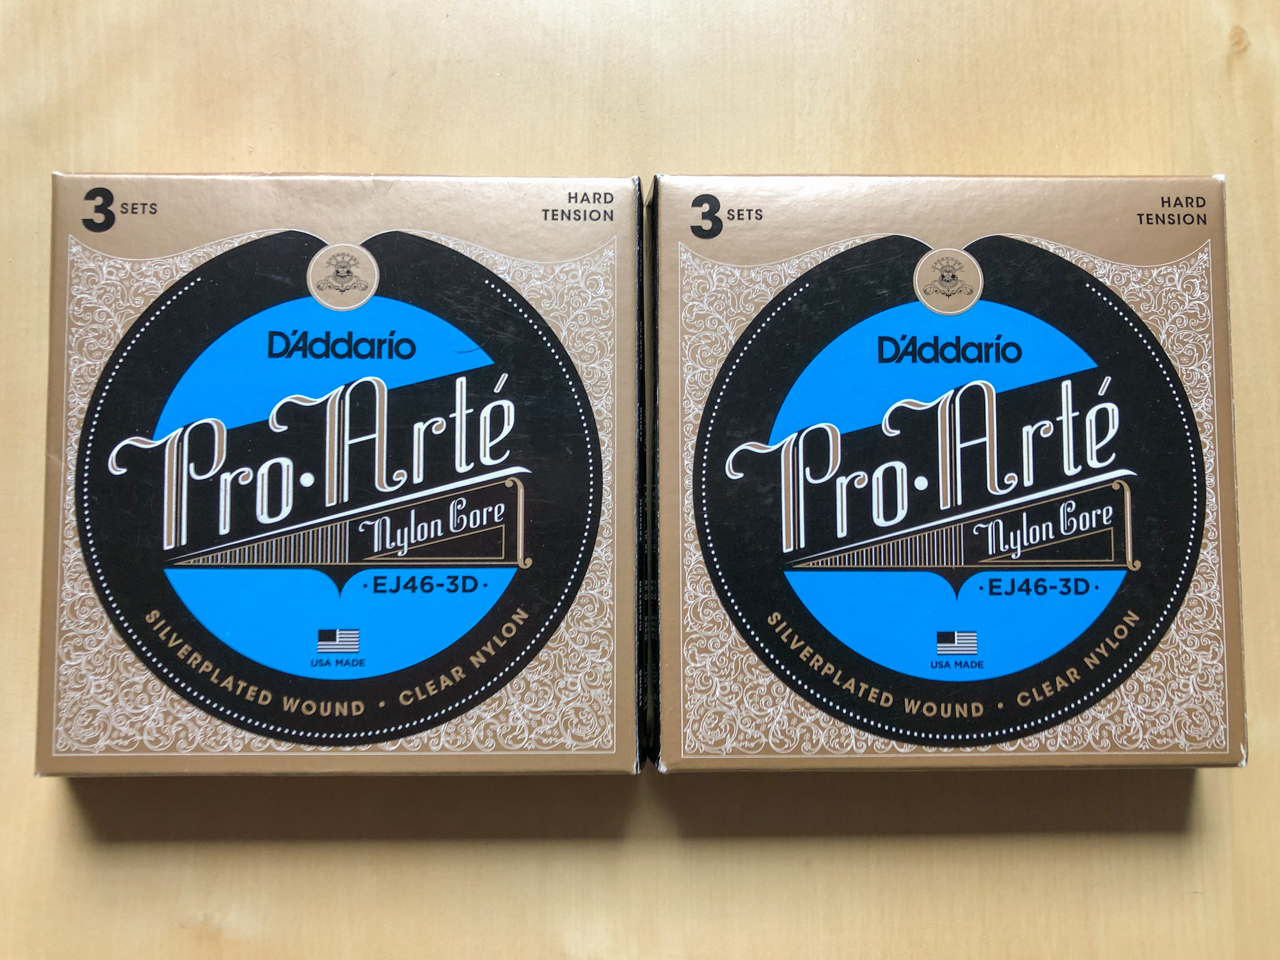 3 SETS
HARD
TENSION
D'Addario
Pro·Arté
Nylon Core
·EJ46-3D·
USA MADE
SILVERPLATED WOUND • CLEAR NYLON
3 SETS
HARD
TENSION
D'Addario
Pro·Arté
Nylon Core
·EJ46-3D·
USA MADE
SILVERPLATED WOUND • CLEAR NYLON